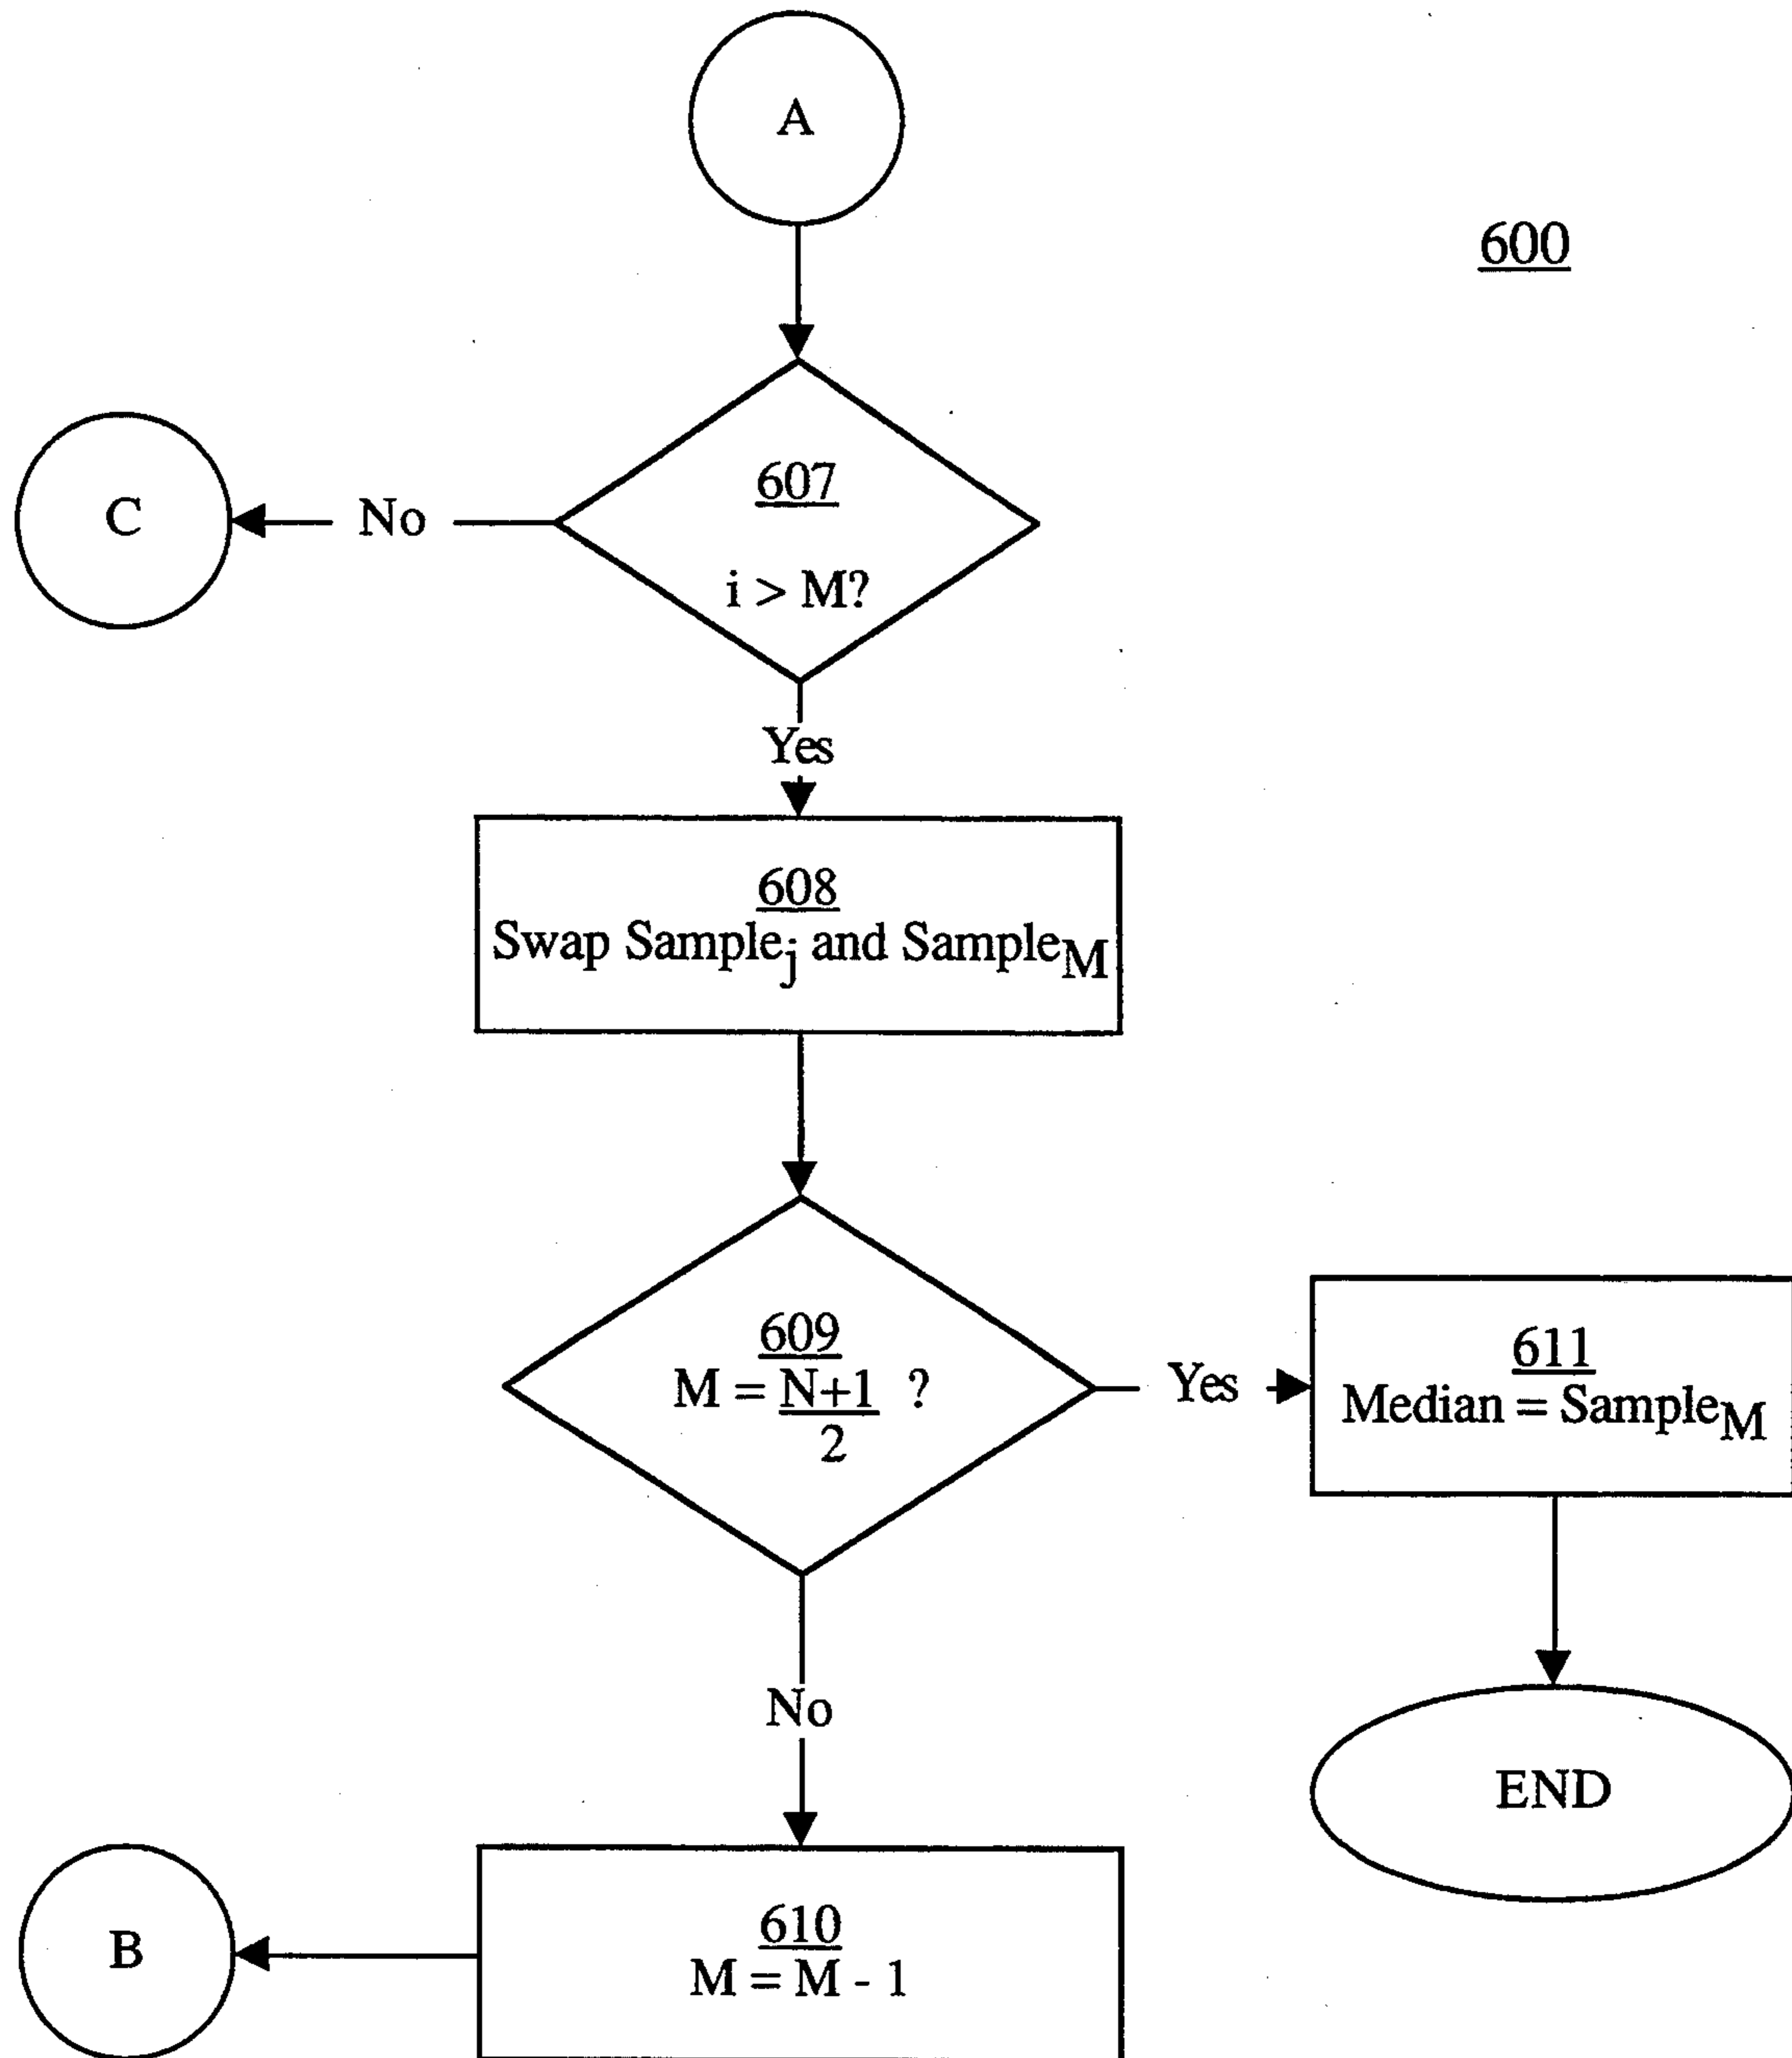 A
600
607
C
No
i > M?
Yes
608
Swap Samplej and SampleM
609
M = N+1 ?
2
Yes
611
Median = SampleM
No
END
610
B
M = M - 1